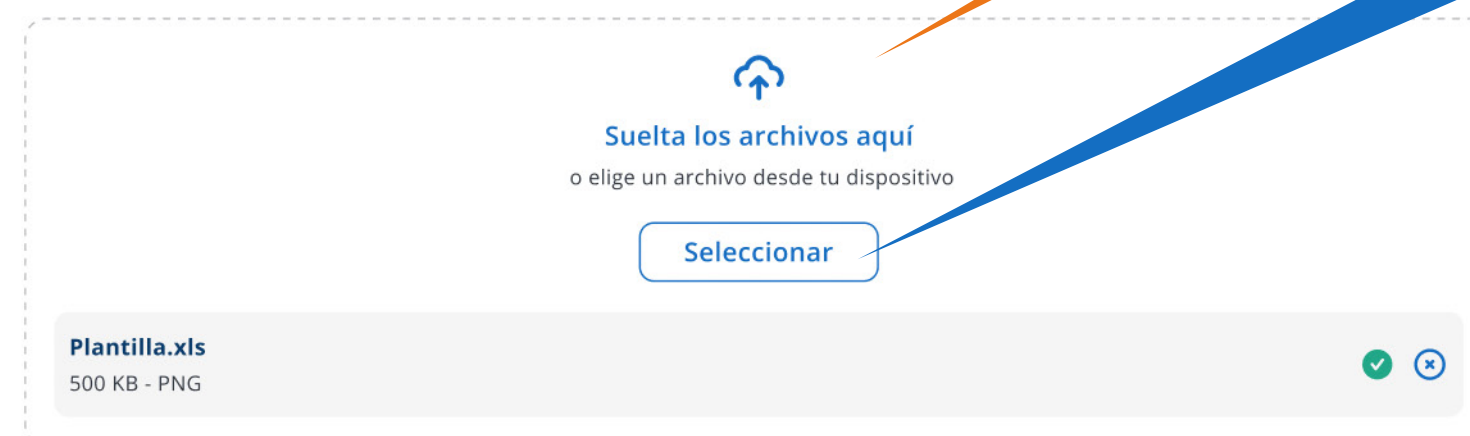 Suelta los archivos aquí
o elige un archivo desde tu dispositivo
Seleccionar
Plantilla.xls
500 KB - PNG